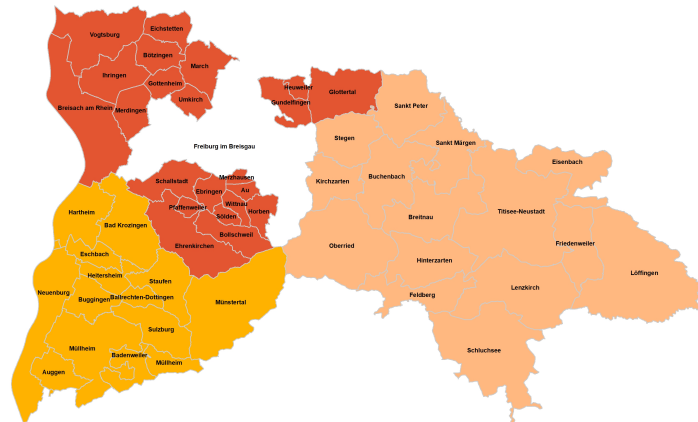 Eichstetten
Vogtsburg
Bötzingen
March
Ihringen
Gottenheim
Heuweiler
Glottertal
Umkirch
Gundelfingen
Sankt Peter
Breisach am Rhein
Merdingen
Stegen
Sankt Märgen
Freiburg im Breisgau
Eisenbach
Buchenbach
Merzhausen
Schallstadt
Kirchzarten
Ebringen
Au
Wittnau
Pfaffenweiler
Horben
Hartheim
Titisee-Neustadt
Sölden
Breitnau
Bad Krozingen
Bollschweil
Ehrenkirchen
Oberried
Friedenweiler
Eschbach
Hinterzarten
Löffingen
Heitersheim
Staufen
Lenzkirch
Neuenburg
Buggingen
Ballrechten-Dottingen
Feldberg
Münstertal
Sulzburg
Müllheim
Schluchsee
Badenweiler
Müllheim
Auggen